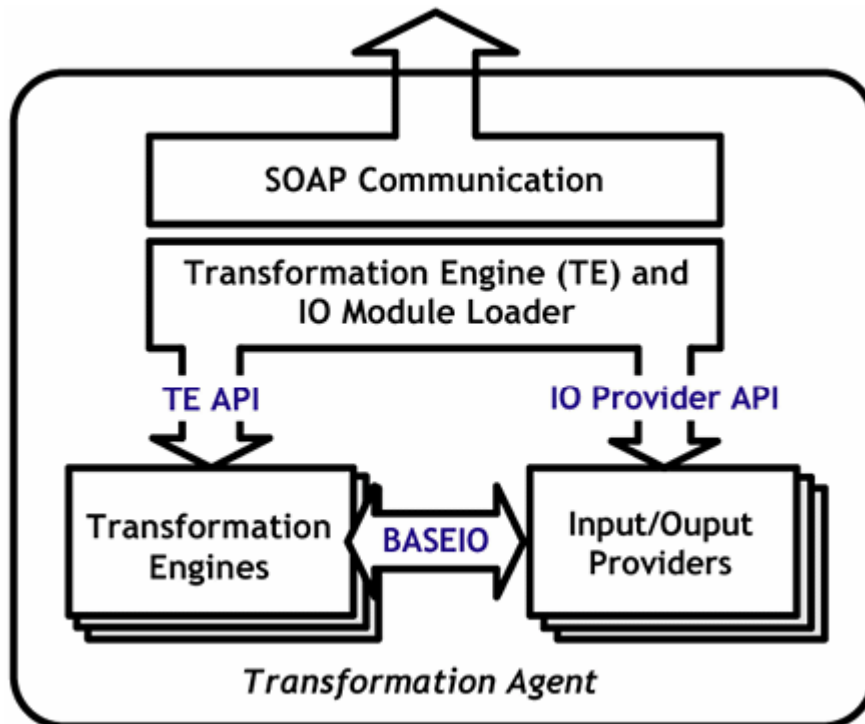 SOAP Communication
Transformation Engine (TE) and
IO Module Loader
TE API
IO Provider API
Transformation
Engines
BASEIO
Input/Ouput
Providers
Transformation Agent